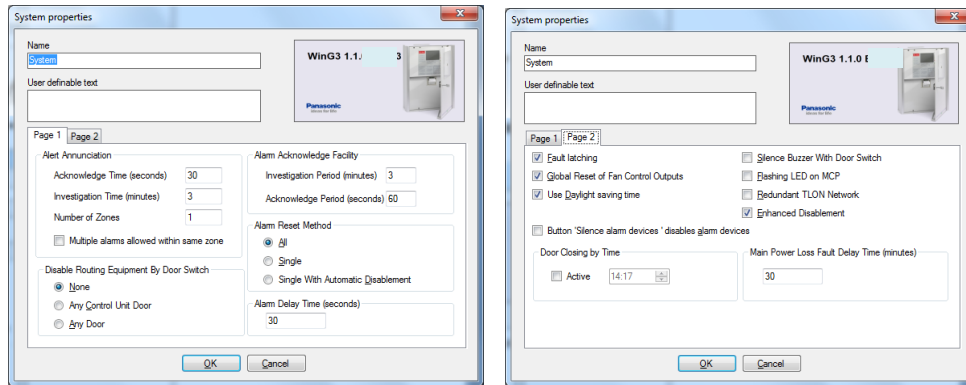 System properties
Name
System
WinG3 1.1. 3
User definable text
Panasonic
Page 1 Page 2
Alert Annunciation
Acknowledge Time (seconds) 30
Investigation Time (minutes) 3
Number of Zones 1
Multiple alarms allowed within same zone
Disable Routing Equipment By Door Switch
None
Any Control Unit Door
Any Door
Alarm Acknowledge Facility
Investigation Period (minutes) 3
Acknowledge Period (seconds) 60
Alarm Reset Method
All
Single
Single With Automatic Disablement
Alarm Delay Time (seconds)
30
OK Cancel
System properties
Name
System
WinG3 1.1.0
User definable text
Panasonic
Page 1 Page 2
Fault latching
Global Reset of Fan Control Outputs
Use Daylight saving time
Silence Buzzer With Door Switch
Flashing LED on MCP
Redundant TLON Network
Enhanced Disablement
Button 'Silence alarm devices ' disables alarm devices
Door Closing by Time
Active 14:17
Main Power Loss Fault Delay Time (minutes)
30
OK Cancel